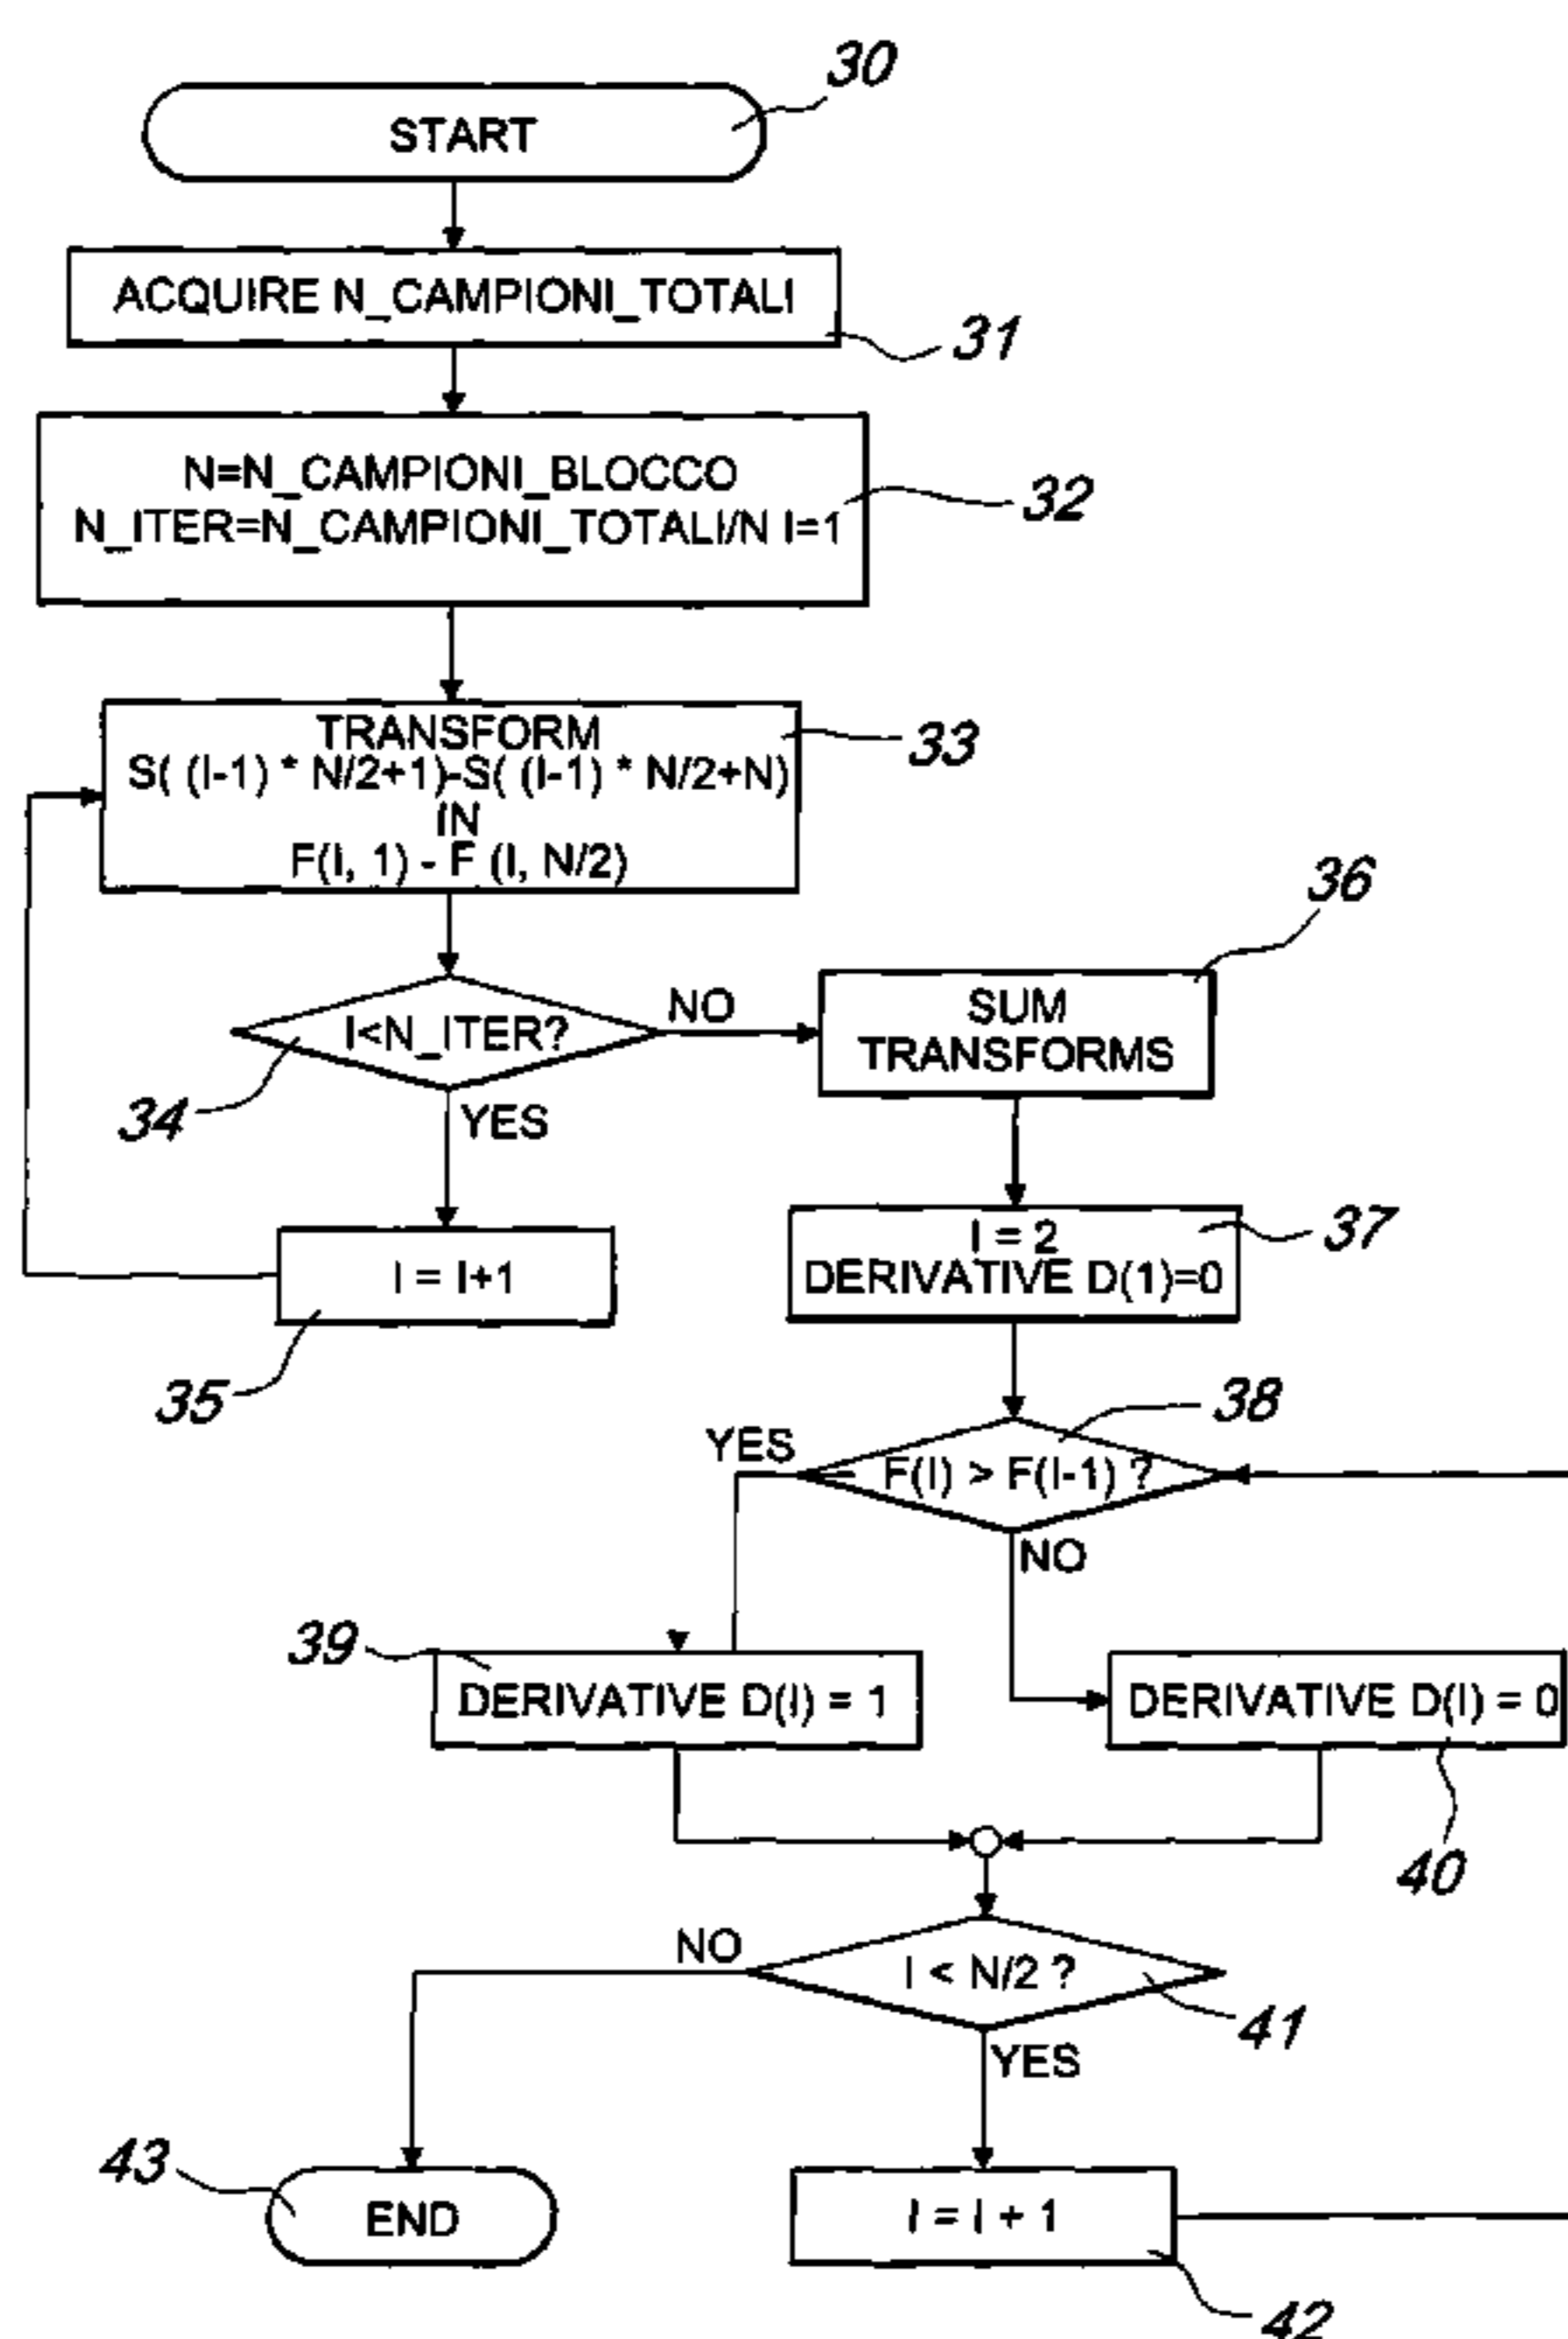 30
START
ACQUIRE N_CAMPIONI_TOTALI
31
N=N_CAMPIONI_BLOCCO
N_ITER=N_CAMPIONI_TOTALI/N I=1
32
TRANSFORM
S( (I-1) * N/2+1)-S( (I-1) * N/2+N)
IN
F(I, 1) - F (I, N/2)
33
36
I<N_ITER?
NO
SUM
TRANSFORMS
34
YES
I = I+1
35
I = 2
DERIVATIVE D(1)=0
37
38
YES
F(I) > F(I-1) ?
NO
39
DERIVATIVE D(I) = 1
DERIVATIVE D(I) = 0
40
NO
I < N/2 ?
41
YES
43
END
I = I + 1
42